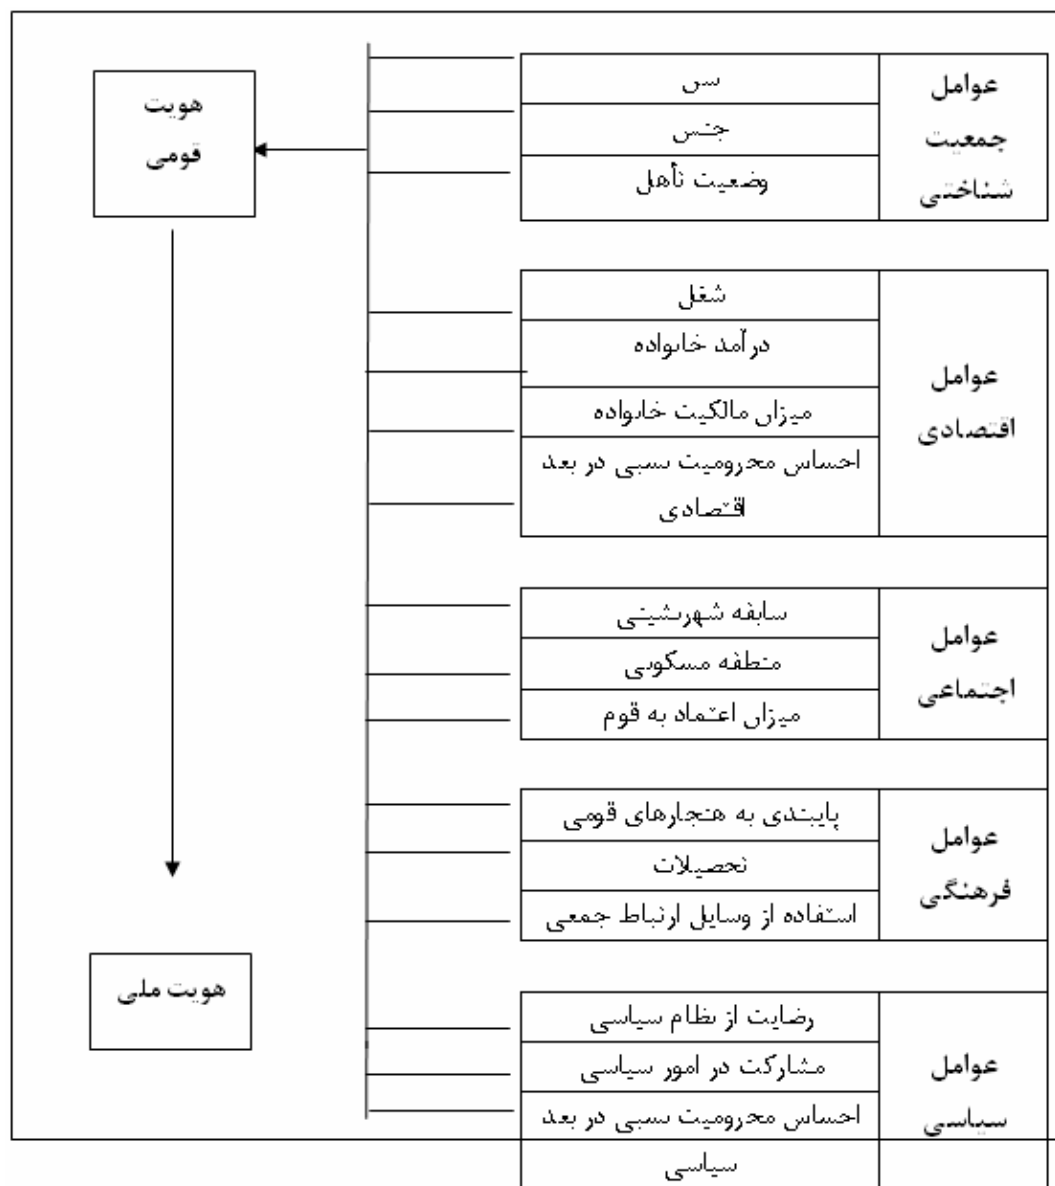 عوامل
جمعیت
شناختی
سن
جنس
وضعیت تأهل
هویت
قومی
عوامل
اقتصادی
شغل
درآمد خانواده
میزان مالکیت خانواده
احساس محرومیت نسبی در بعد
اقتصادی
عوامل
اجتماعی
سابقه شهرنشینی
منطقه مسکونی
میزان اعتماد به قوم
عوامل
فرهنگی
پایبندی به هنجارهای قومی
تحصیلات
استفاده از وسایل ارتباط جمعی
هویت ملی
عوامل
سیاسی
رضایت از نظام سیاسی
مشارکت در امور سیاسی
احساس محرومیت نسبی در بعد
سیاسی